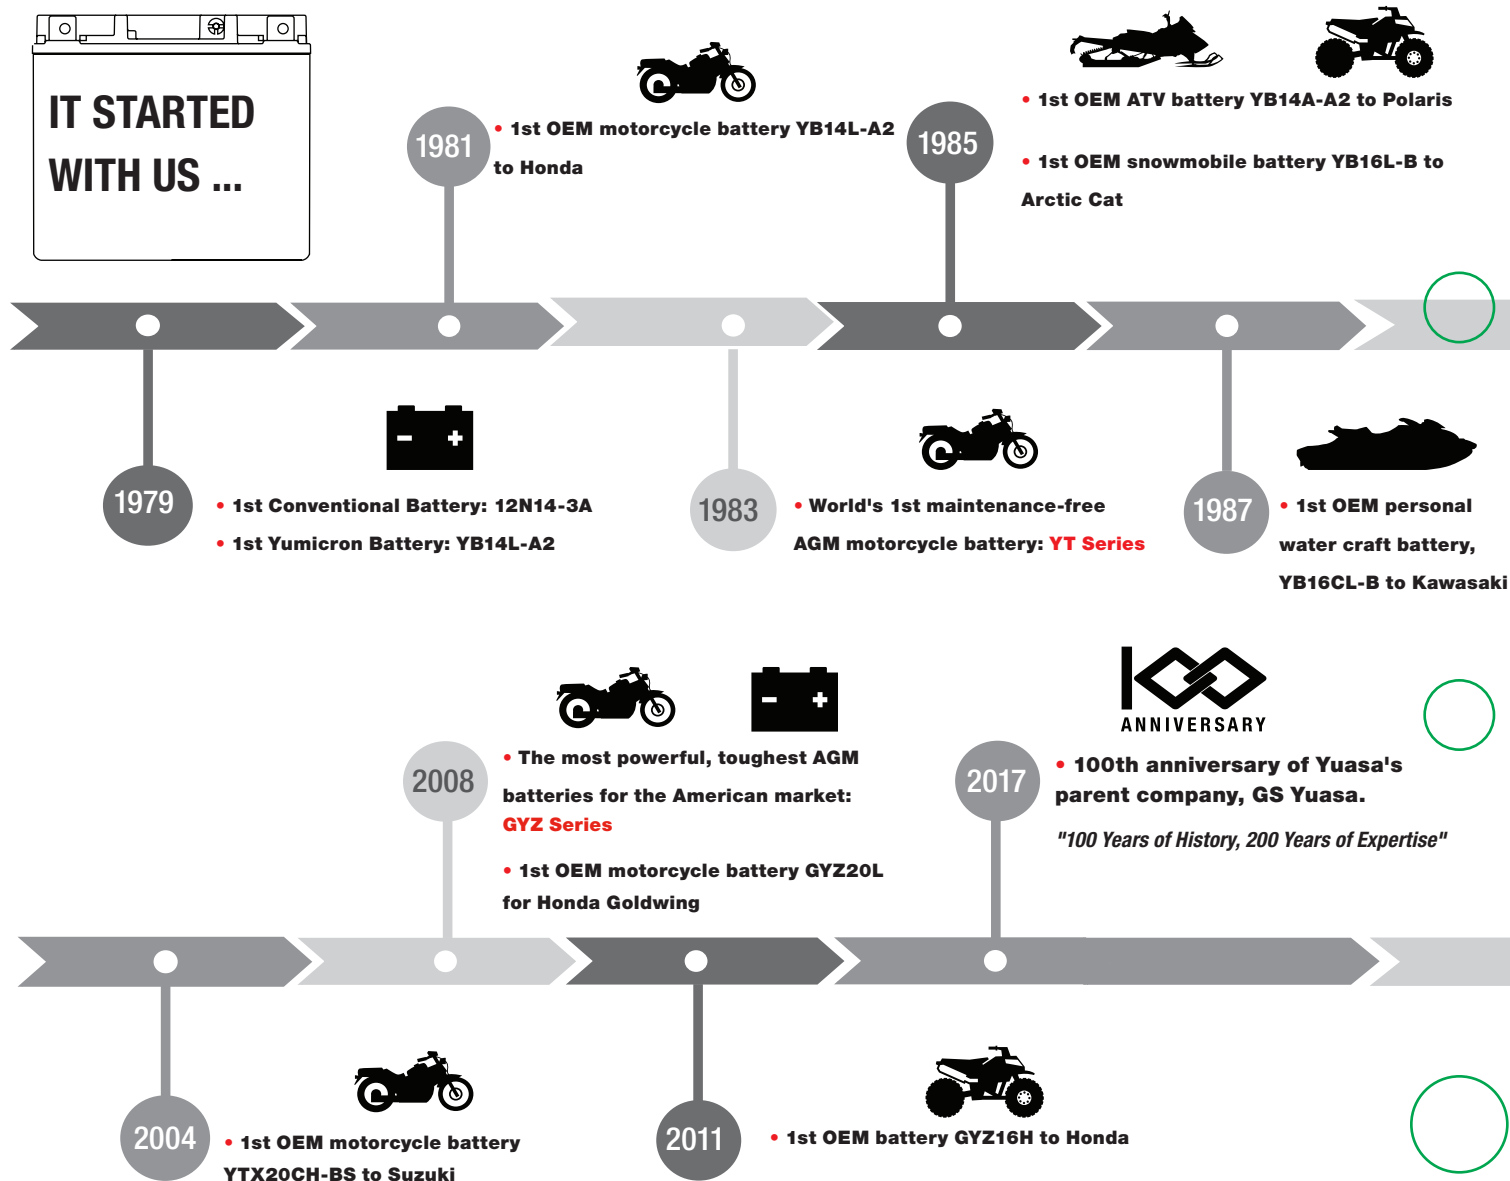 IT STARTED
WITH US ...
1981
• 1st OEM motorcycle battery YB14L-A2
to Honda
1985
• 1st OEM ATV battery YB14A-A2 to Polaris
• 1st OEM snowmobile battery YB16L-B to
Arctic Cat
1979
• 1st Conventional Battery: 12N14-3A
• 1st Yumicron Battery: YB14L-A2
1983
• World's 1st maintenance-free
AGM motorcycle battery: YT Series
1987
• 1st OEM personal
water craft battery,
YB16CL-B to Kawasaki
2008
• The most powerful, toughest AGM
batteries for the American market:
GYZ Series
• 1st OEM motorcycle battery GYZ20L
for Honda Goldwing
100
ANNIVERSARY
2017
• 100th anniversary of Yuasa's
parent company, GS Yuasa.
"100 Years of History, 200 Years of Expertise"
2004
• 1st OEM motorcycle battery
YTX20CH-BS to Suzuki
2011
• 1st OEM battery GYZ16H to Honda